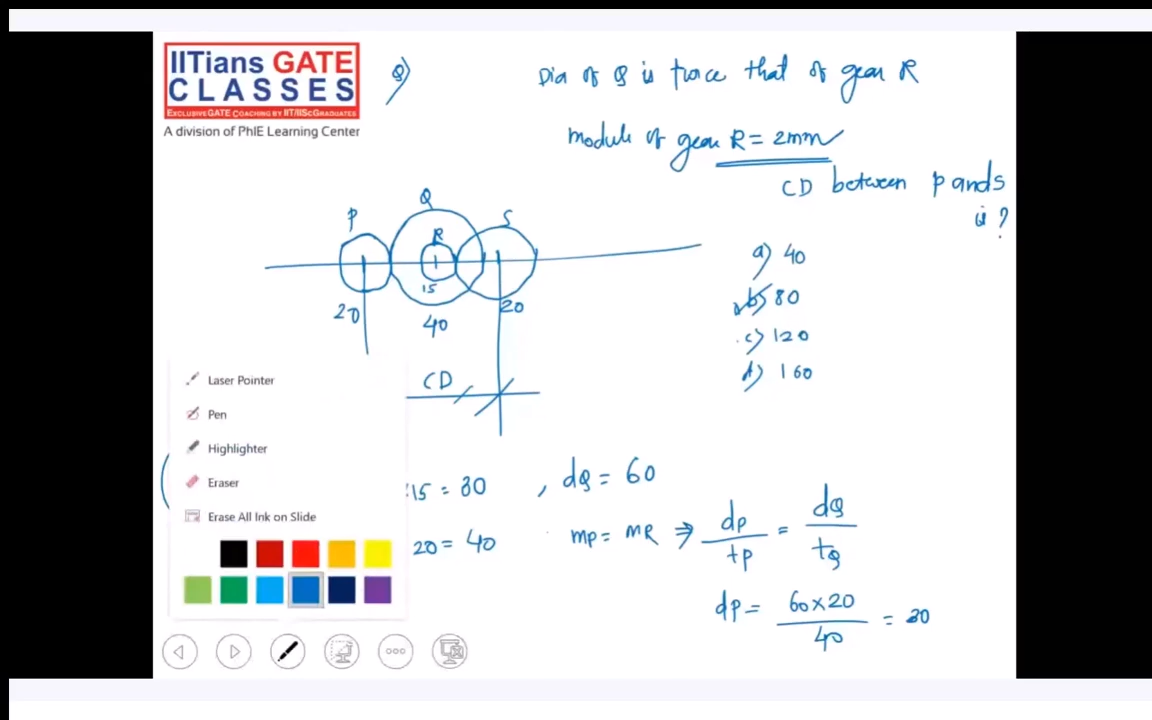 IITians GATE
CLASSES
EXCLUSIVE GATE COACHING BY IIT/IISc GRADUATES
A division of PhIE Learning Center
Q)
Dia of Q is twice that of gear R
module of gear R = 2mm
CD between P and S
is ?
P
Q
R
S
15
20
40
20
CD
a) 40
b) 80
c) 120
d) 160
Laser Pointer
Pen
Highlighter
Eraser
Erase All Ink on Slide
15 = 30 , dQ = 60
20 = 40
mP = mR ⇒ dP/tP = dQ/tQ
dP = 60×20/40 = 30